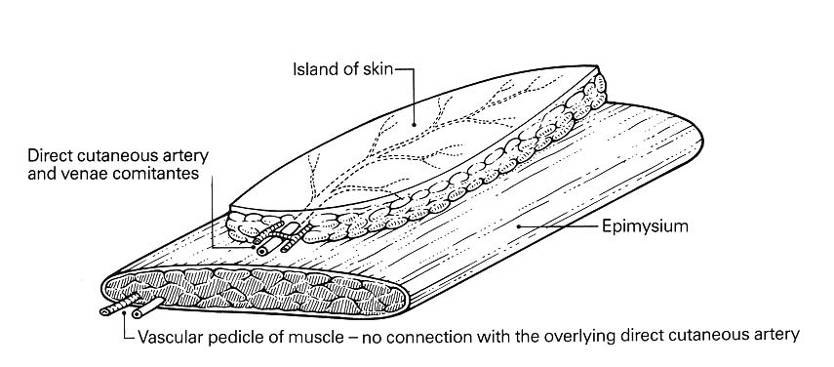 Island of skin
Direct cutaneous artery
and venae comitantes
Epimysium
Vascular pedicle of muscle – no connection with the overlying direct cutaneous artery